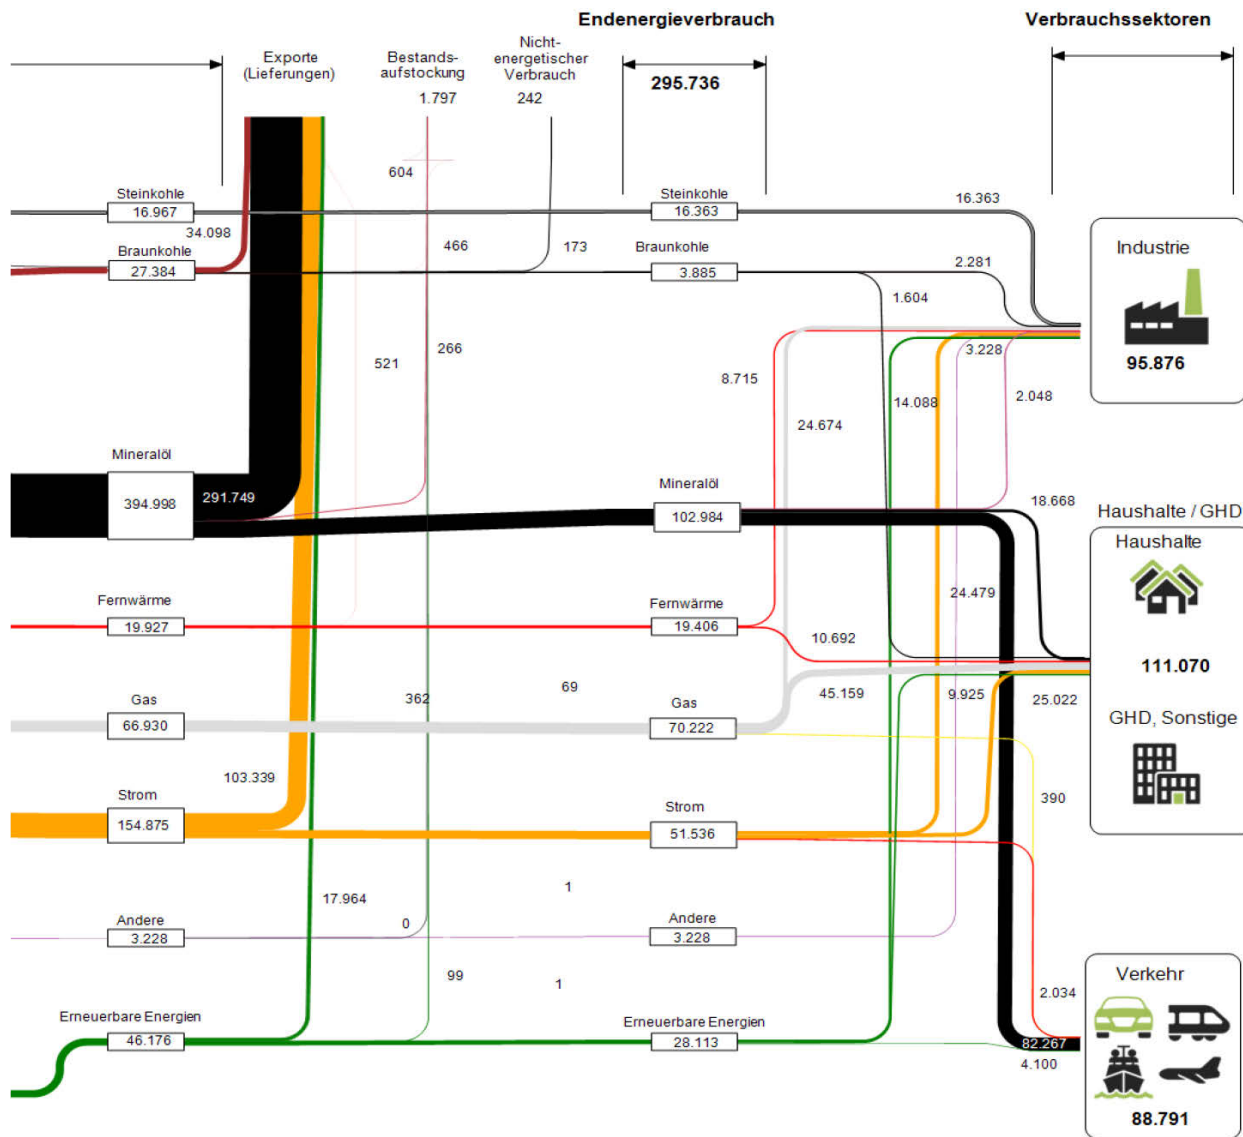 Endenergieverbrauch
Verbrauchssektoren
Exporte
(Lieferungen)
Bestands-
aufstockung
Nicht-
energetischer
Verbrauch
1.797
242
295.736
604
Steinkohle
16.967
Steinkohle
16.363
16.363
34.098
Braunkohle
27.384
466
173
Braunkohle
3.885
2.281
1.604
Industrie
95.876
521
266
8.715
3.228
14.088
2.048
24.674
Mineralöl
394.998
291.749
Mineralöl
102.984
18.668
Haushalte / GHD
Haushalte
111.070
GHD, Sonstige
24.479
Fernwärme
19.927
Fernwärme
19.406
10.692
Gas
66.930
362
69
Gas
70.222
45.159
9.925
25.022
103.339
390
Strom
154.875
Strom
51.536
17.964
1
Andere
3.228
0
Andere
3.228
99
1
2.034
Erneuerbare Energien
46.176
Erneuerbare Energien
28.113
82.267
4.100
Verkehr
88.791